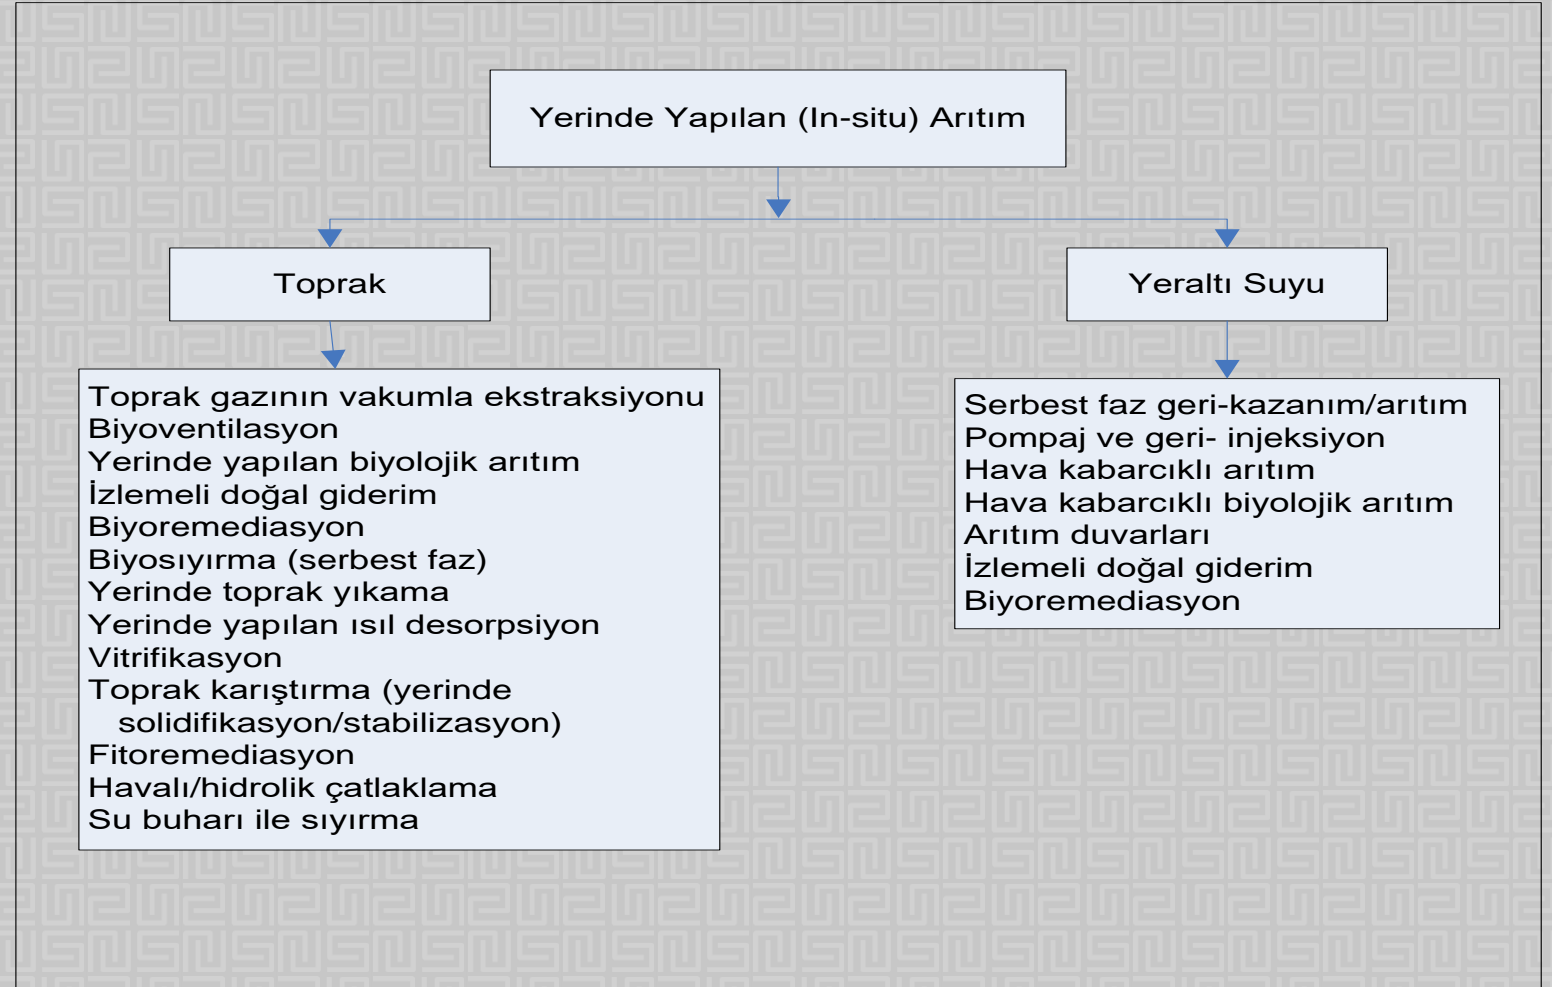 Yerinde Yapılan (In-situ) Arıtım
Toprak
Yeraltı Suyu
Toprak gazının vakumla ekstraksiyonu
Biyoventilasyon
Yerinde yapılan biyolojik arıtım
İzlemeli doğal giderim
Biyoremediasyon
Biyosıyırma (serbest faz)
Yerinde toprak yıkama
Yerinde yapılan ısıl desorpsiyon
Vitrifikasyon
Toprak karıştırma (yerinde
solidifikasyon/stabilizasyon)
Fitoremediasyon
Havalı/hidrolik çatlaklama
Su buharı ile sıyırma
Serbest faz geri-kazanım/arıtım
Pompaj ve geri- injeksiyon
Hava kabarcıklı arıtım
Hava kabarcıklı biyolojik arıtım
Arıtım duvarları
İzlemeli doğal giderim
Biyoremediasyon